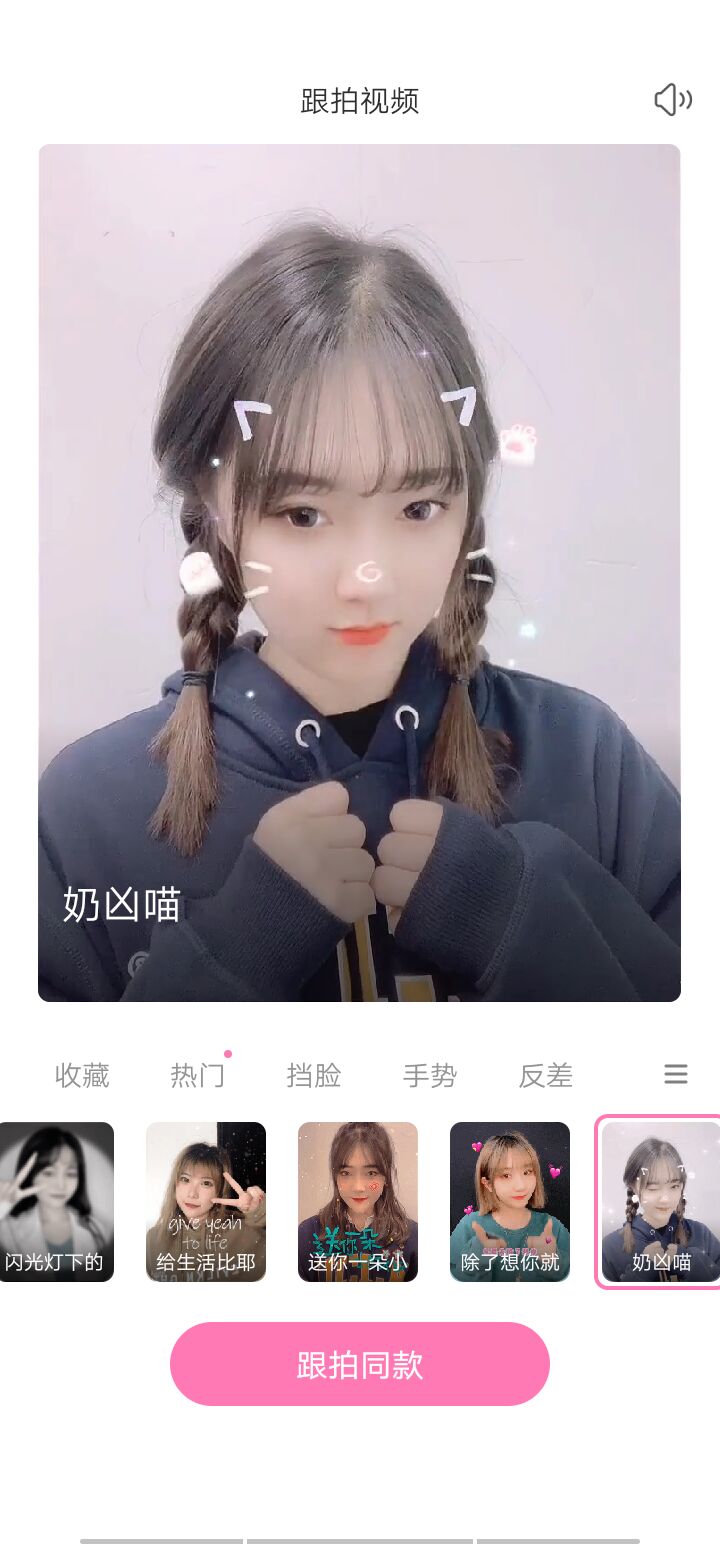 跟拍视频
奶凶喵
收藏
热门
挡脸
手势
反差
闪光灯下的
give yeah
to life
给生活比耶
送你一朵
送你一朵小
除了想你就
奶凶喵
跟拍同款